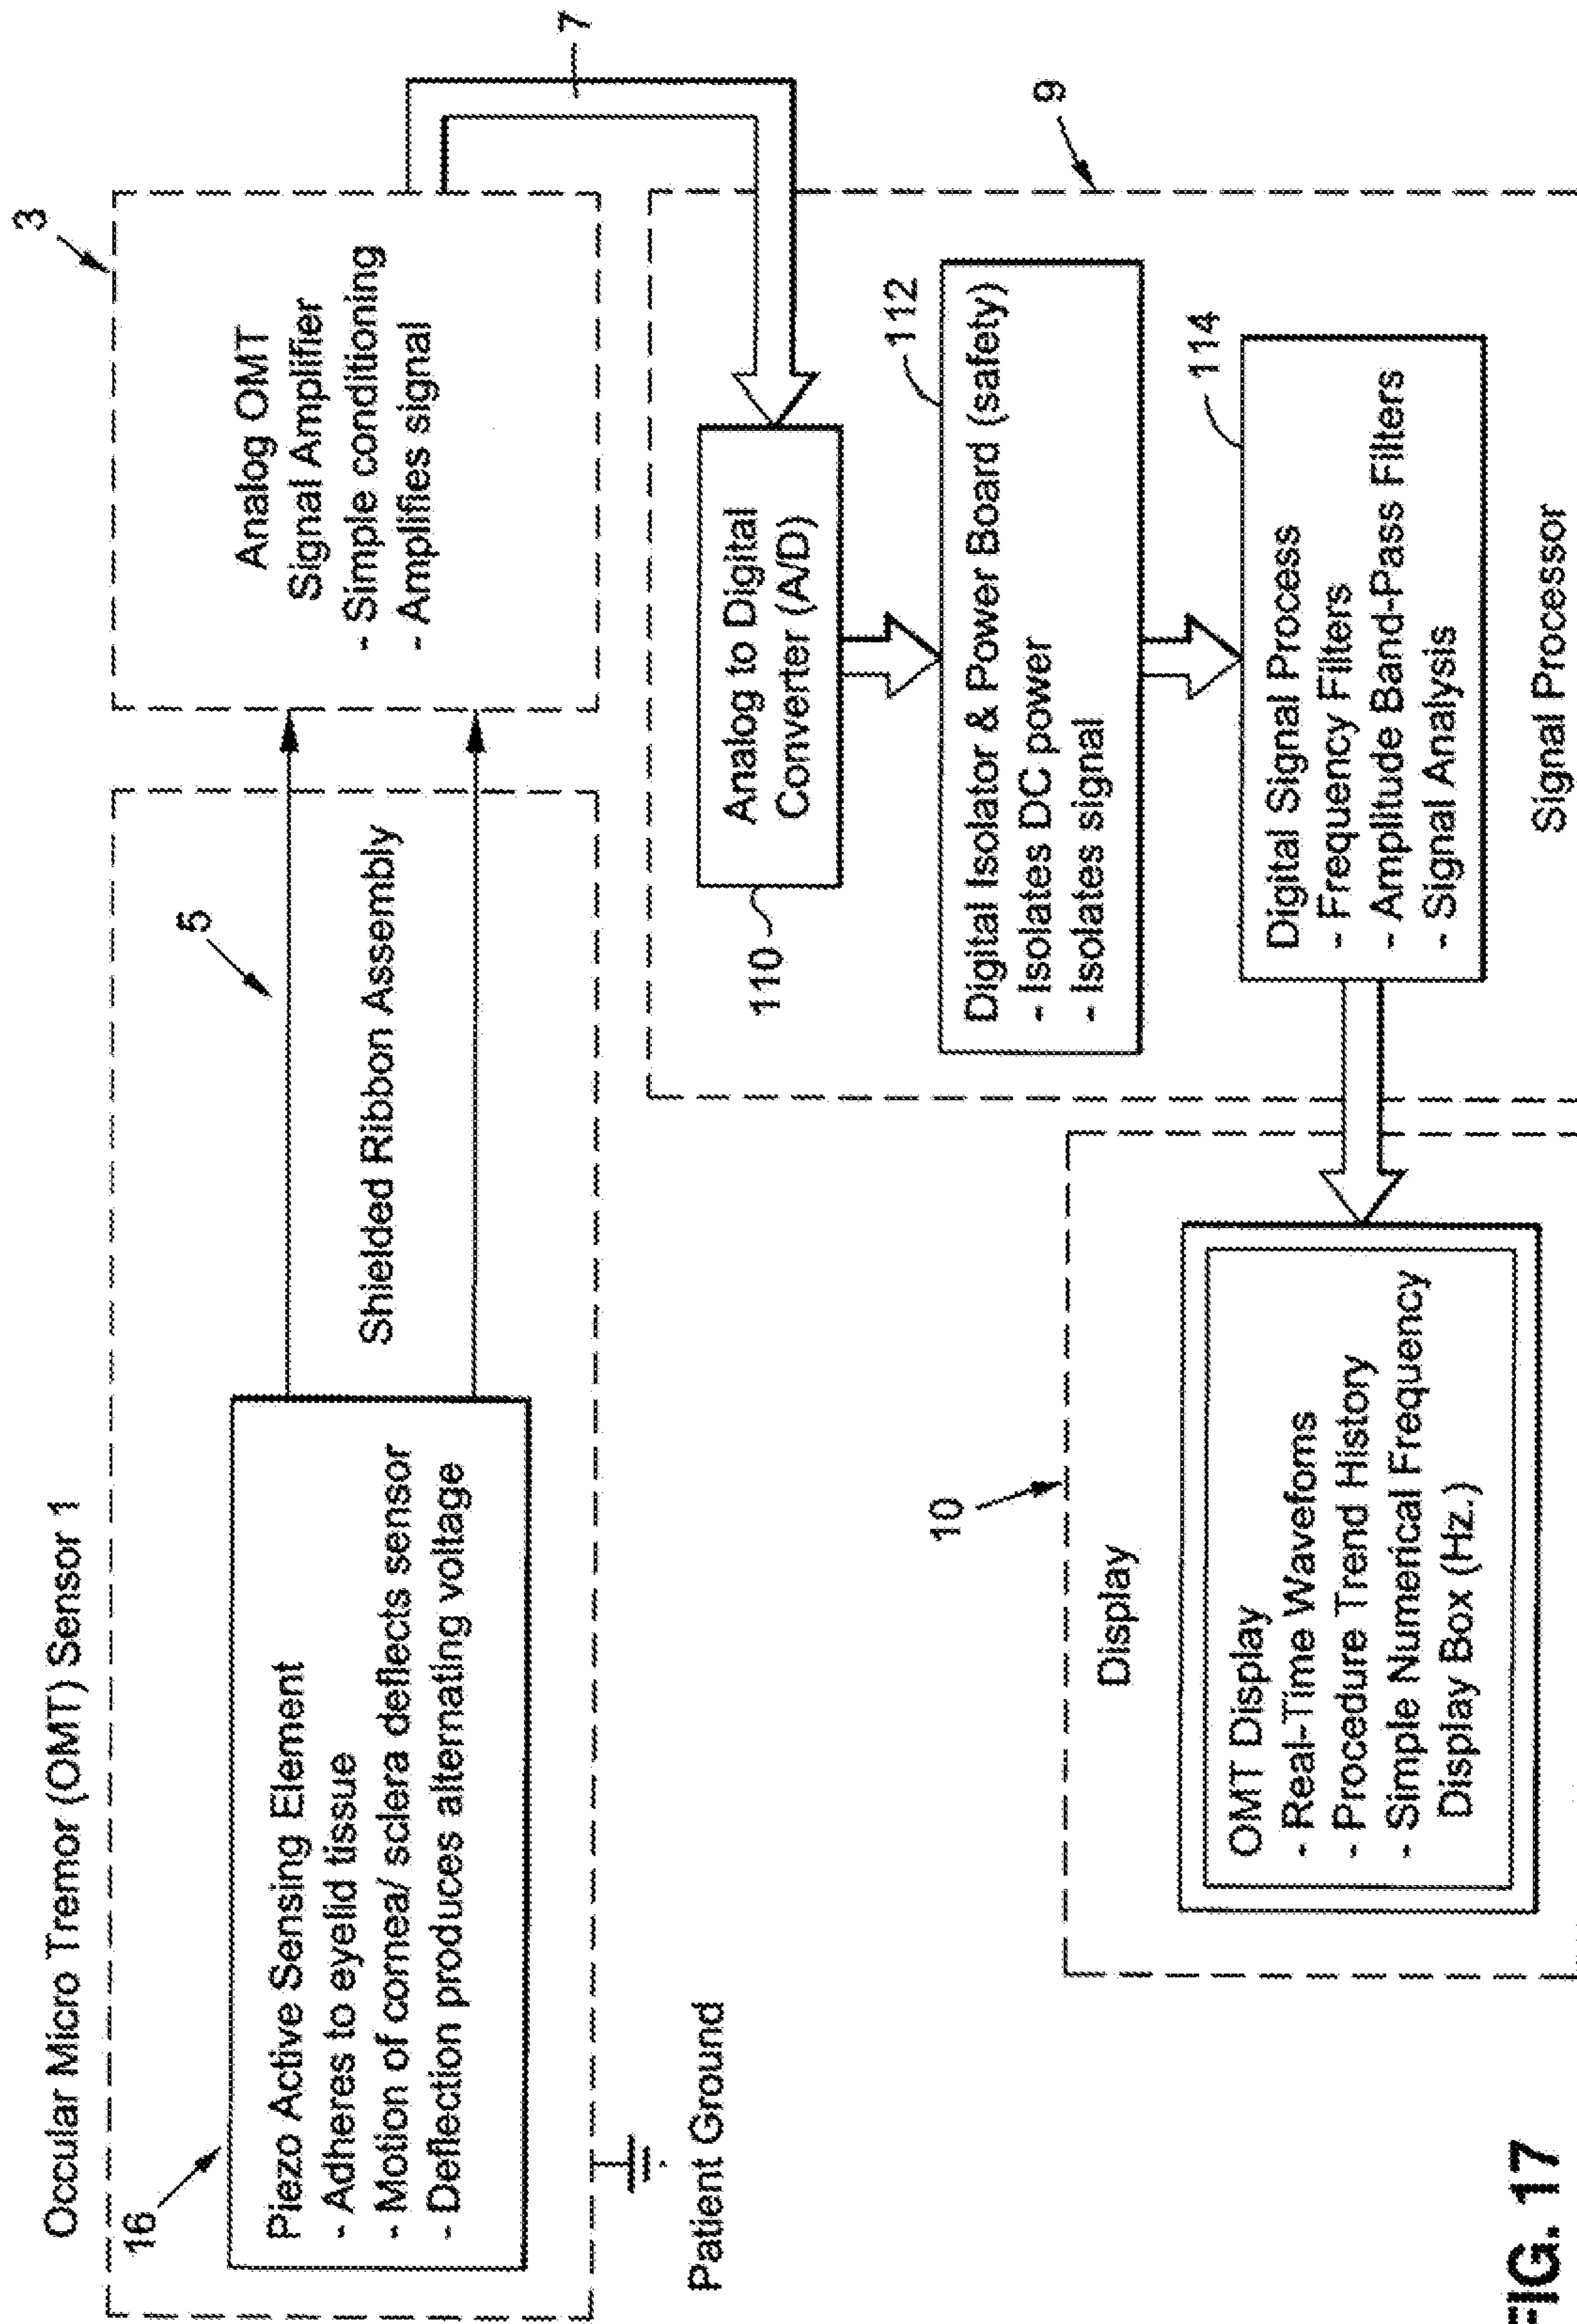 Occular Micro Tremor (OMT) Sensor 1
16
Piezo Active Sensing Element
- Adheres to eyelid tissue
- Motion of cornea/ sclera deflects sensor
- Deflection produces alternating voltage
5
Shielded Ribbon Assembly
Patient Ground
3
Analog OMT
Signal Amplifier
- Simple conditioning
- Amplifies signal
7
9
110
Analog to Digital
Converter (A/D)
112
Digital Isolator & Power Board (safety)
- Isolates DC power
- Isolates signal
114
Digital Signal Process
- Frequency Filters
- Amplitude Band-Pass Filters
- Signal Analysis
Signal Processor
10
Display
OMT Display
- Real-Time Wavefoms
- Procedure Trend History
- Simple Numerical Frequency
Display Box (Hz.)
FIG. 17